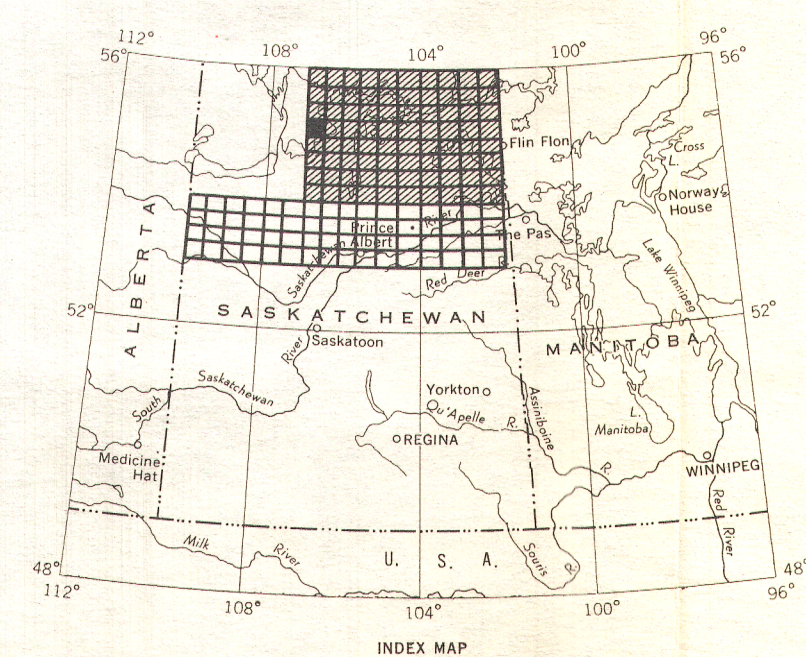 112°
56°
108°
104°
100°
96°
56°
Flin Flon
Cross
L.
Norway
House
Prince
Albert
River
The Pas
Saskatchewan
Red Deer
R.
Lake Winnipeg
ALBERTA
52°
SASKATCHEWAN
52°
MANITOBA
River
Saskatoon
Saskatchewan
South
Yorkton
Qu'Apelle
R.
Assiniboine
L.
Manitoba
REGINA
Medicine
Hat
R.
WINNIPEG
Red River
Milk River
U. S. A.
Souris
R.
48°
112°
108°
104°
100°
48°
96°
INDEX MAP